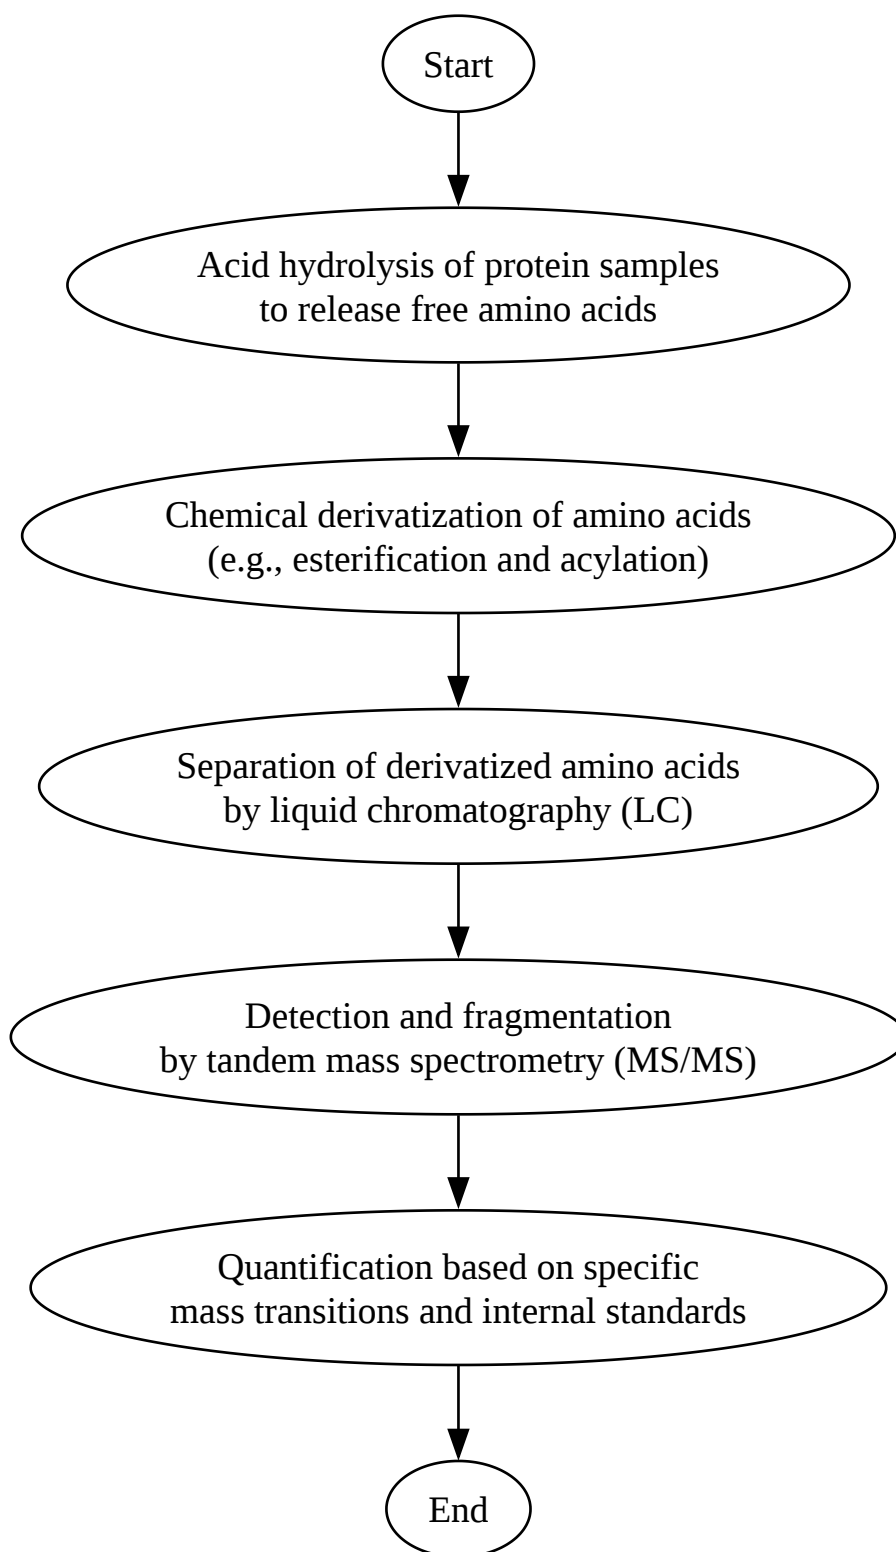 Start
Acid hydrolysis of protein samples
to release free amino acids
Chemical derivatization of amino acids
(e.g., esterification and acylation)
Separation of derivatized amino acids
by liquid chromatography (LC)
Detection and fragmentation
by tandem mass spectrometry (MS/MS)
Quantification based on specific
mass transitions and internal standards
End